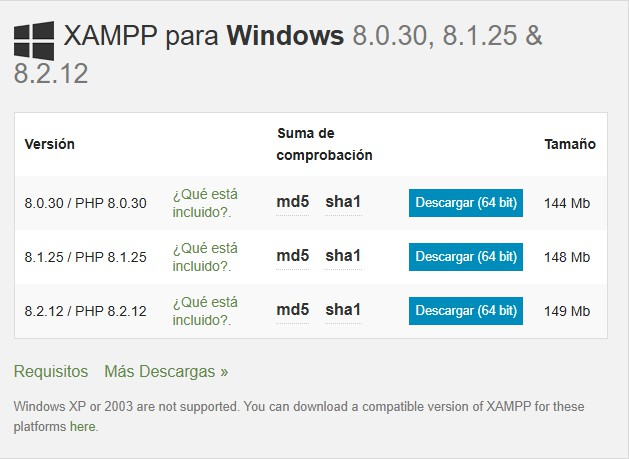 XAMPP para Windows 8.0.30, 8.1.25 &
8.2.12
Versión Suma de comprobación Tamaño
8.0.30 / PHP 8.0.30 ¿Qué está incluido?. md5 sha1 Descargar (64 bit) 144 Mb
8.1.25 / PHP 8.1.25 ¿Qué está incluido?. md5 sha1 Descargar (64 bit) 148 Mb
8.2.12 / PHP 8.2.12 ¿Qué está incluido?. md5 sha1 Descargar (64 bit) 149 Mb
Requisitos Más Descargas »
Windows XP or 2003 are not supported. You can download a compatible version of XAMPP for these
platforms here.